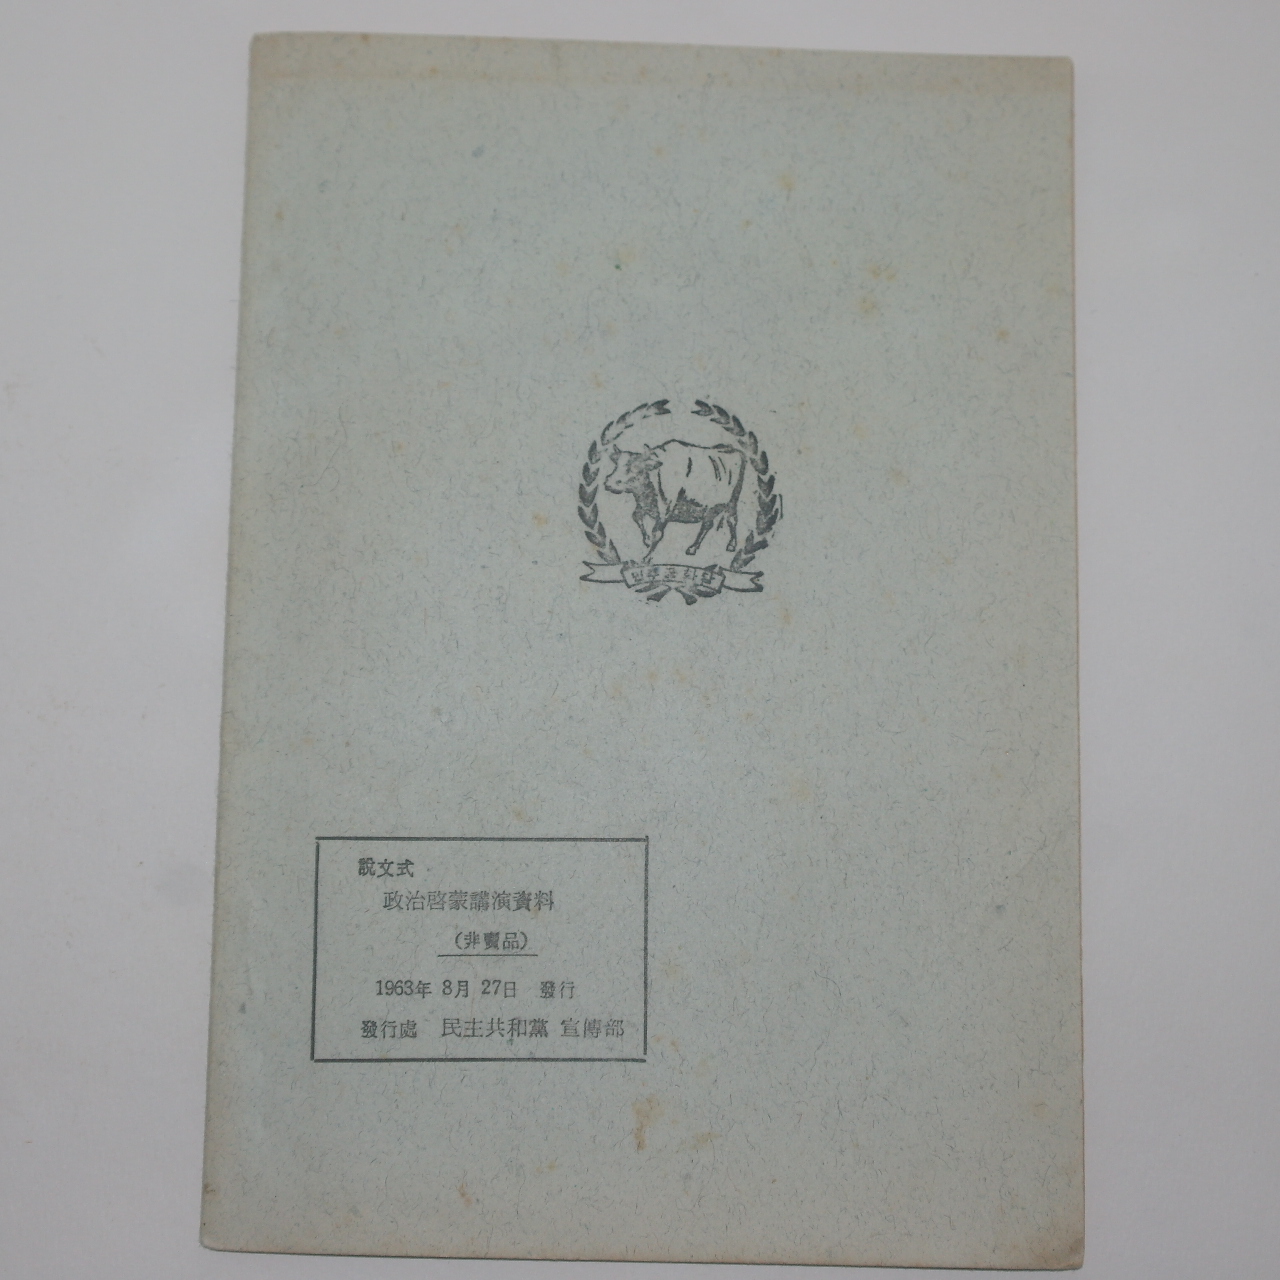 說文式
政治啓蒙講演資料
(非賣品)
1963年 8月 27日 發行
發行處 民主共和黨 宣傳部